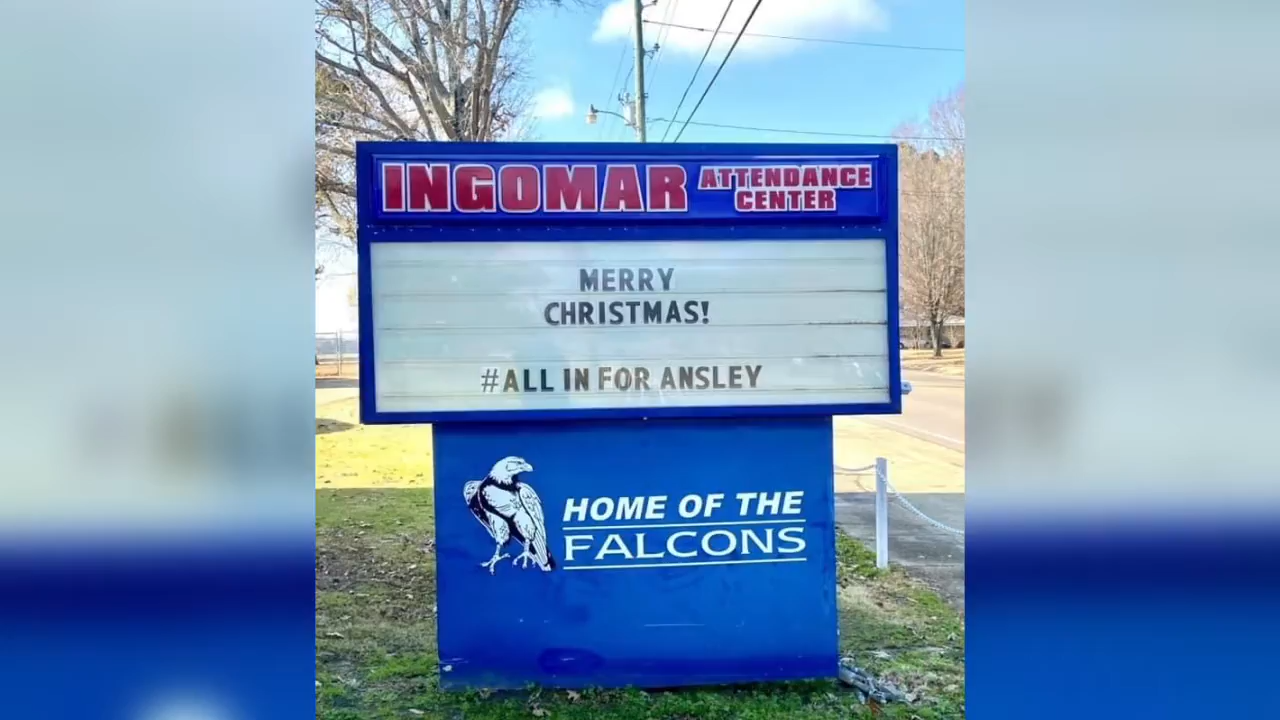 INGOMAR ATTENDANCE
CENTER
MERRY
CHRISTMAS!
#ALL IN FOR ANSLEY
HOME OF THE
FALCONS